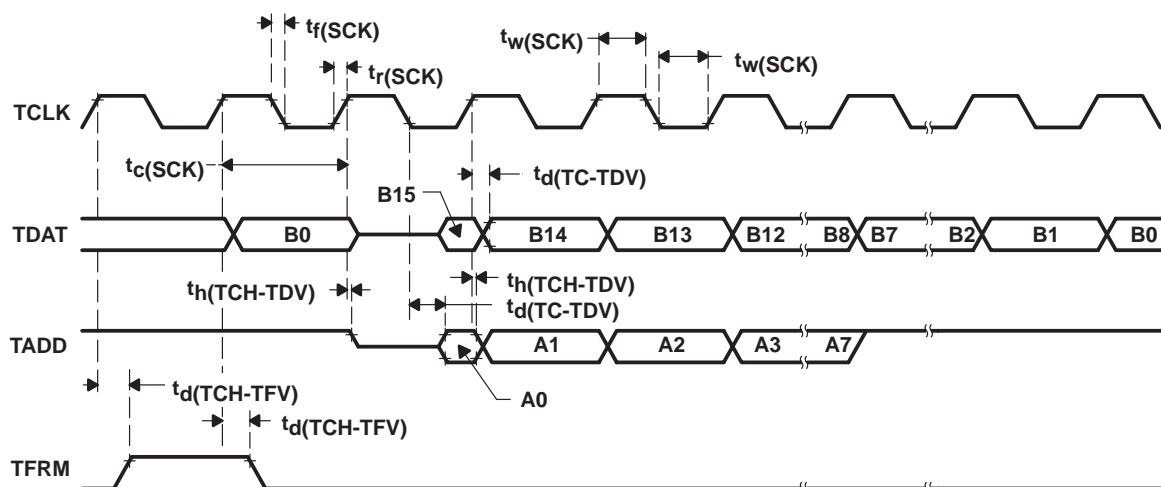 tf(SCK)
tw(SCK)
tw(SCK)
tr(SCK)
TCLK
tc(SCK)
td(TC-TDV)
B15
TDAT
B0
B14
B13
B12
B8
B7
B2
B1
B0
th(TCH-TDV)
th(TCH-TDV)
td(TC-TDV)
TADD
A1
A2
A3
A7
A0
td(TCH-TFV)
td(TCH-TFV)
TFRM